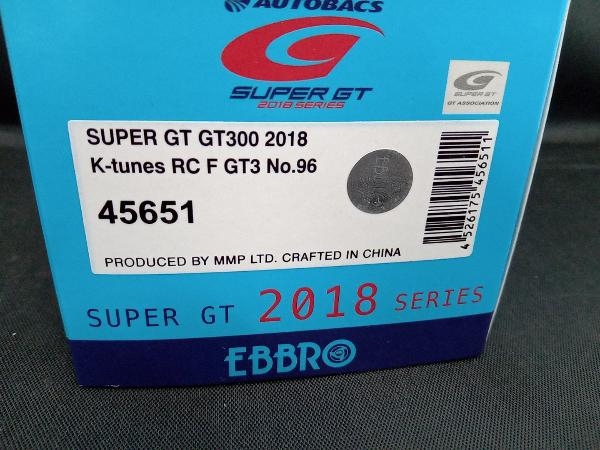 AUTOBACS
SUPER GT
2018 SERIES
GT ASSOCIATION
SUPER GT GT300 2018
K-tunes RC F GT3 No.96
EBBRO
45651
4 526175 456511
PRODUCED BY MMP LTD. CRAFTED IN CHINA
SUPER GT 2018 SERIES
EBBRO